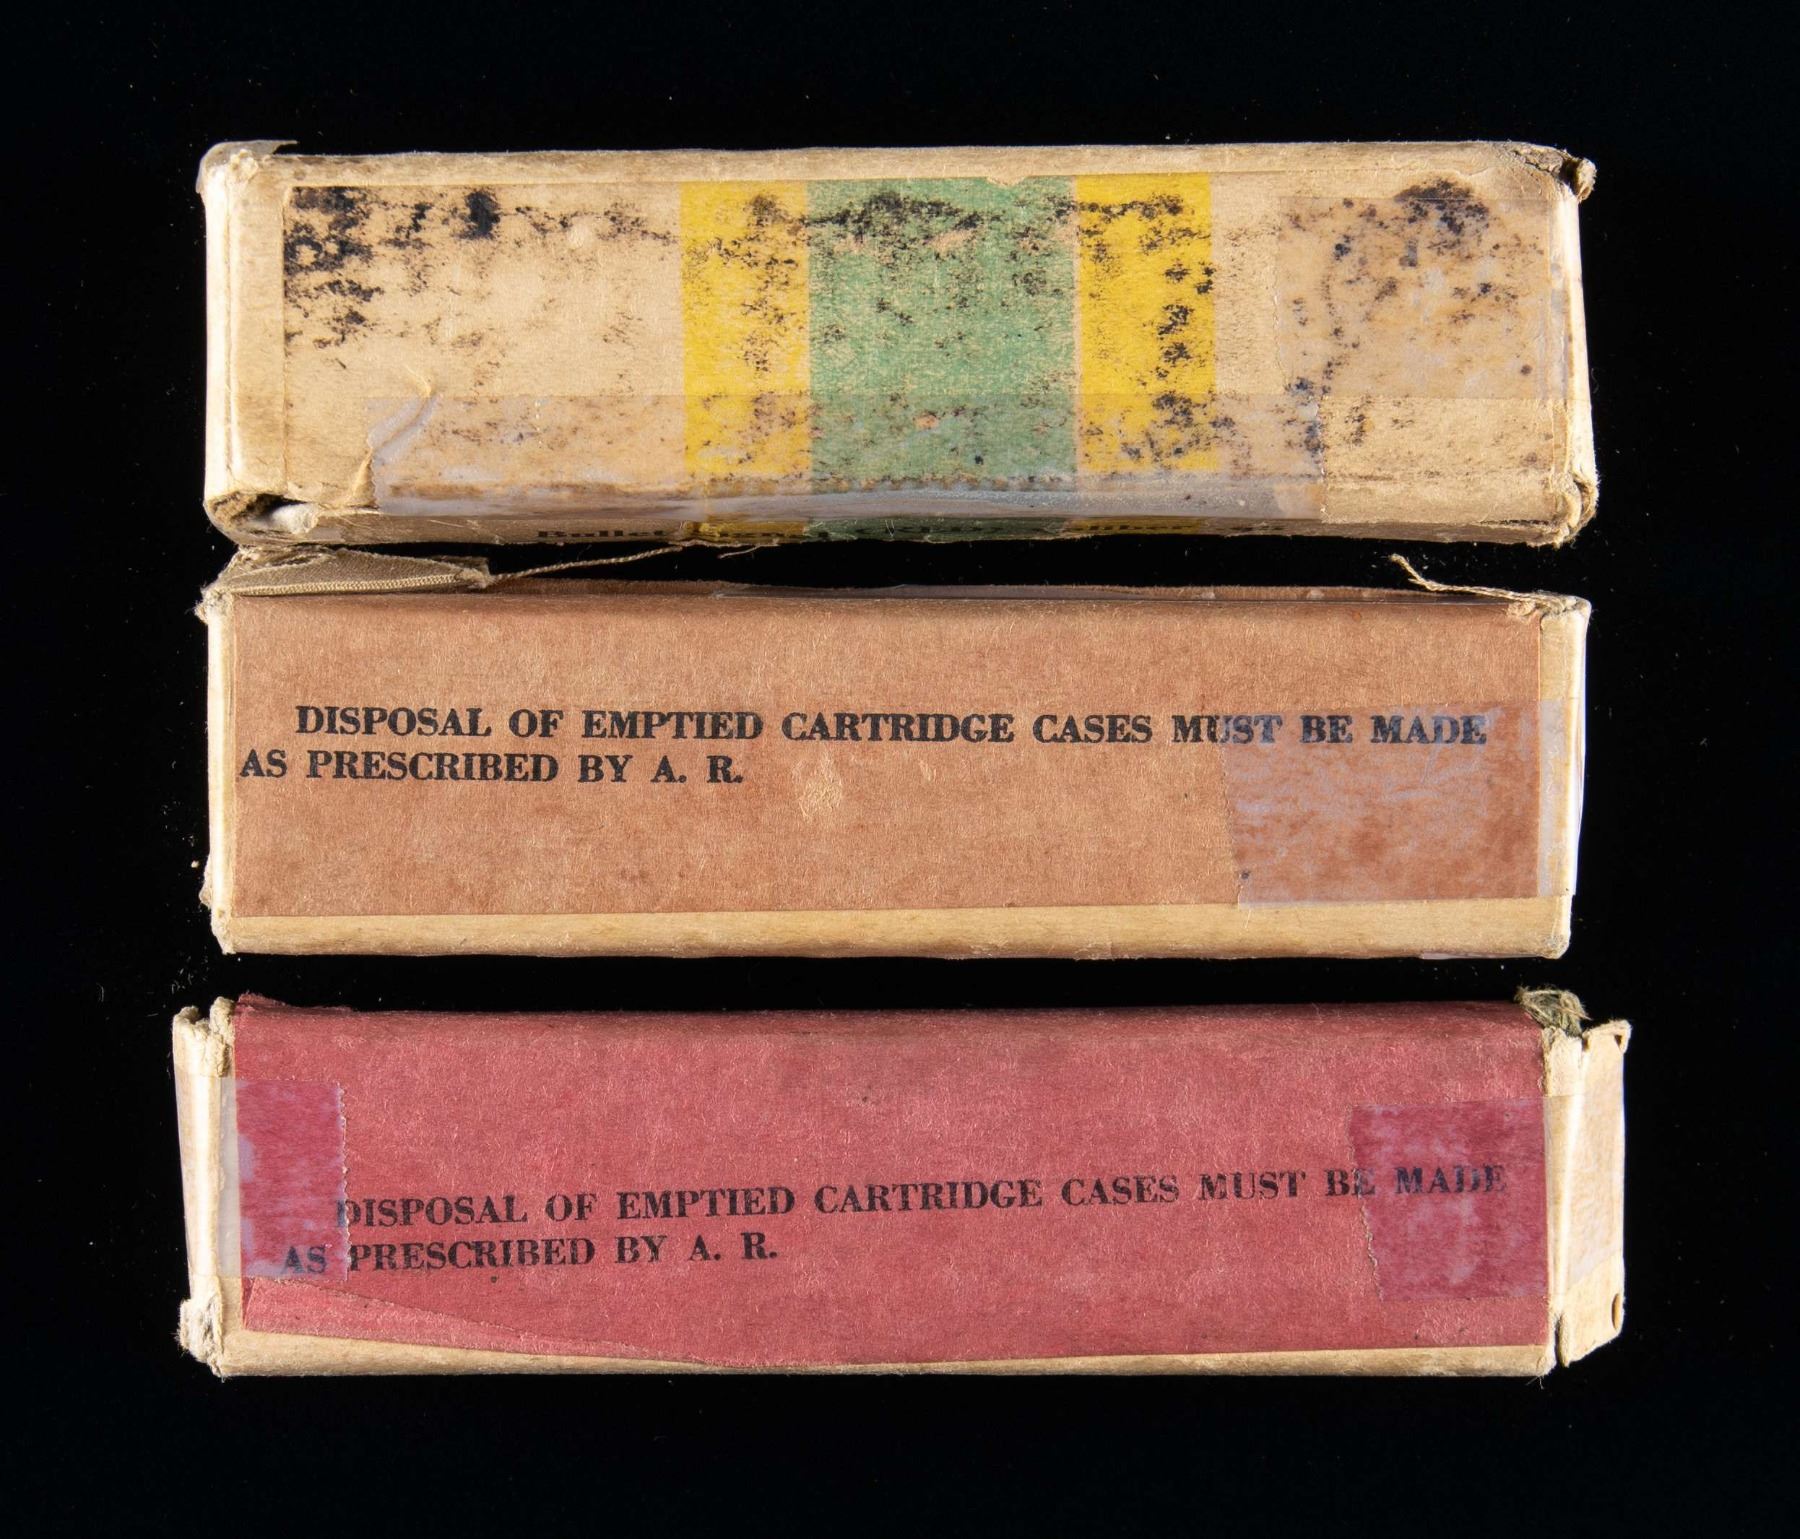 DISPOSAL OF EMPTIED CARTRIDGE CASES MUST BE MADE
AS PRESCRIBED BY A. R.
DISPOSAL OF EMPTIED CARTRIDGE CASES MUST BE MADE
AS PRESCRIBED BY A. R.